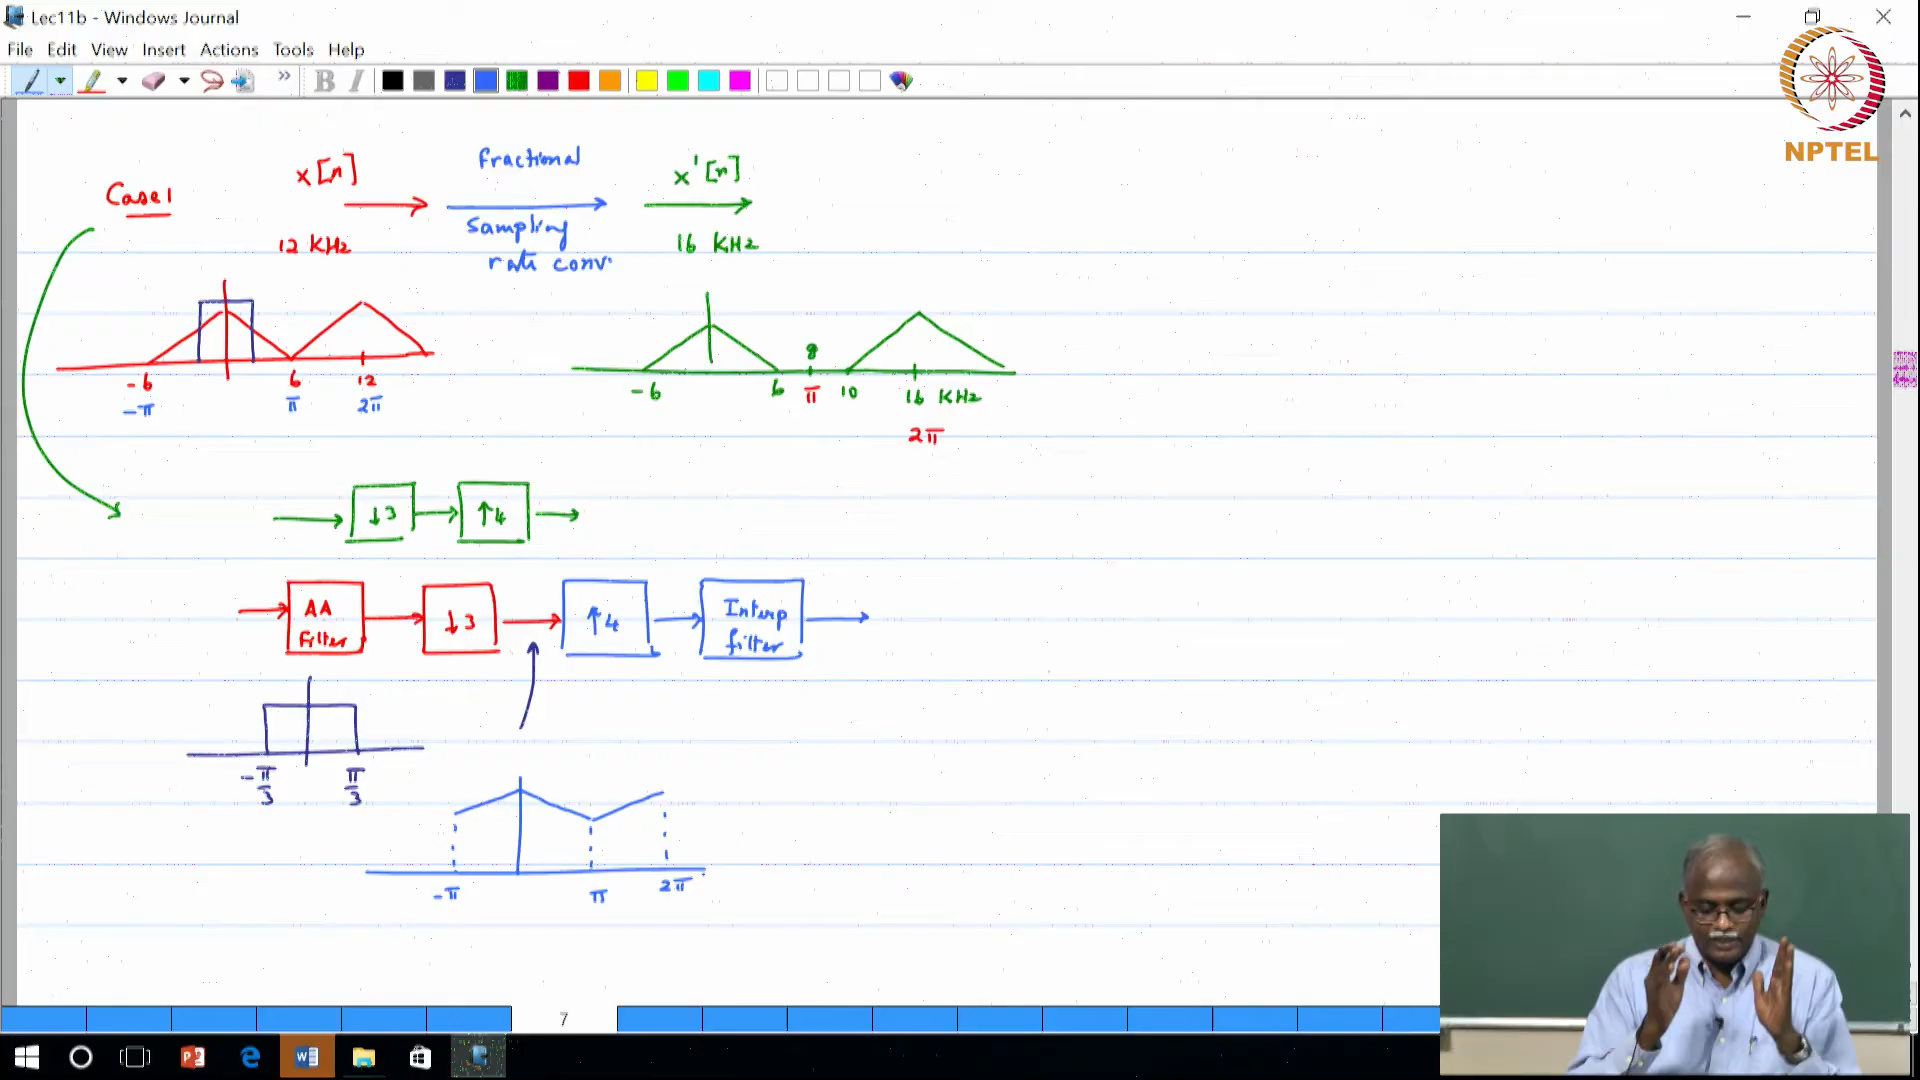 Lec11b - Windows Journal
File Edit View Insert Actions Tools Help
B I
NPTEL
Case1
x[n]
12 KHz
fractional
sampling
rate conv.
x'[n]
16 KHz
-6 6 12
-π π 2π
8
-6 6 π 10 16 KHz
2π
↓3 ↑4
AA
Filter
↓3
↑4
Interp
filter
-π/3 π/3
-π π 2π
7